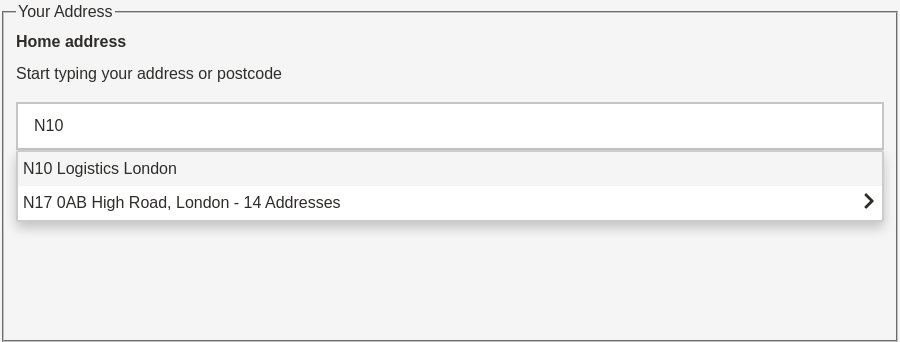 Your Address
Home address
Start typing your address or postcode
N10
N10 Logistics London
N17 0AB High Road, London - 14 Addresses